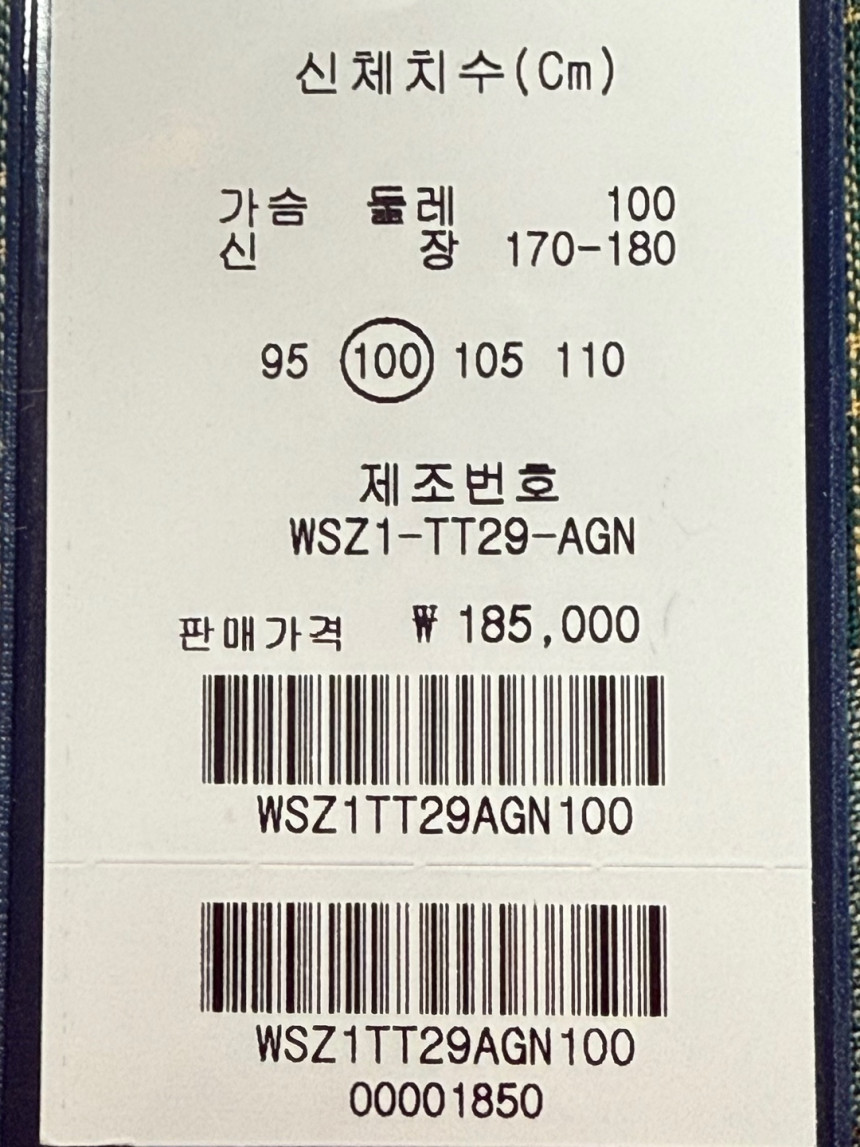 신체치수(Cm)
가슴 둘레 100
신 장 170-180
95 100 105 110
제조번호
WSZ1-TT29-AGN
판매가격 ₩ 185,000
WSZ1TT29AGN100
WSZ1TT29AGN100
00001850